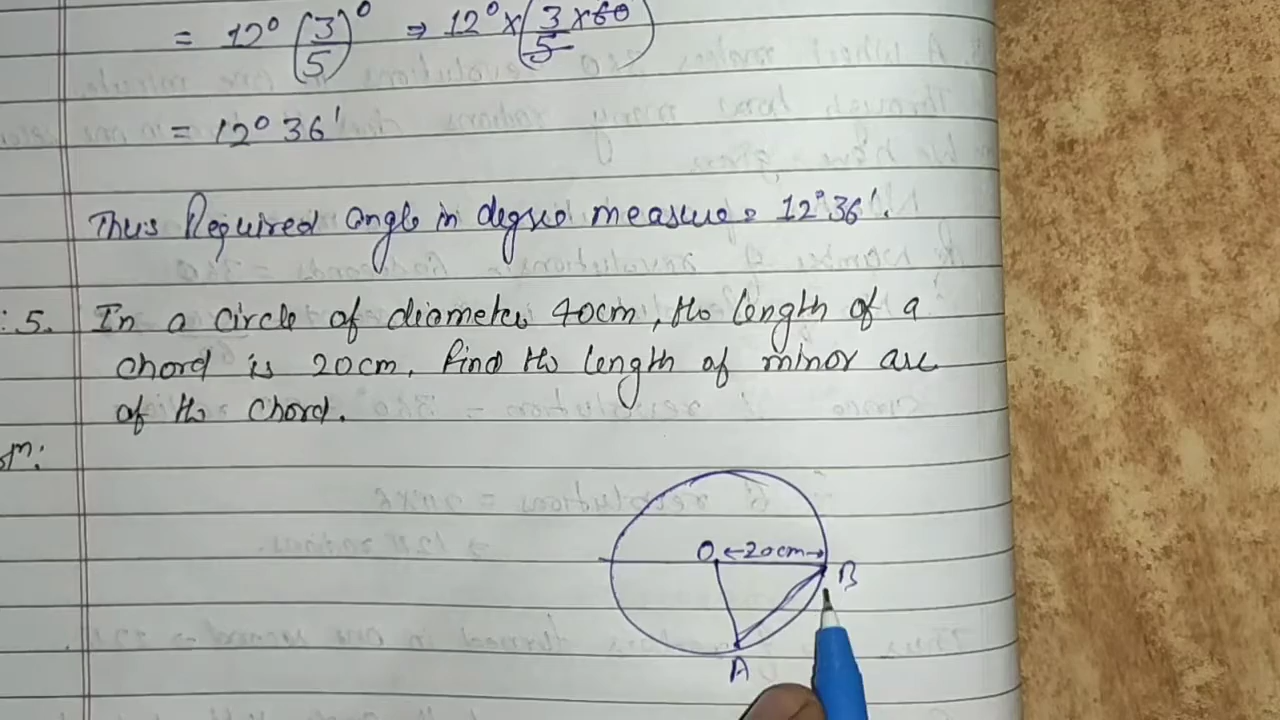 = 12° (3/5)° ⇒ 12° × (3/5 × 60)
= 12° 36'
Thus Required angle in degree measure = 12° 36'.
: 5. In a circle of diameter 40cm, the length of a
chord is 20cm, find the length of minor arc
of the chord.
O ←20cm→
B
A